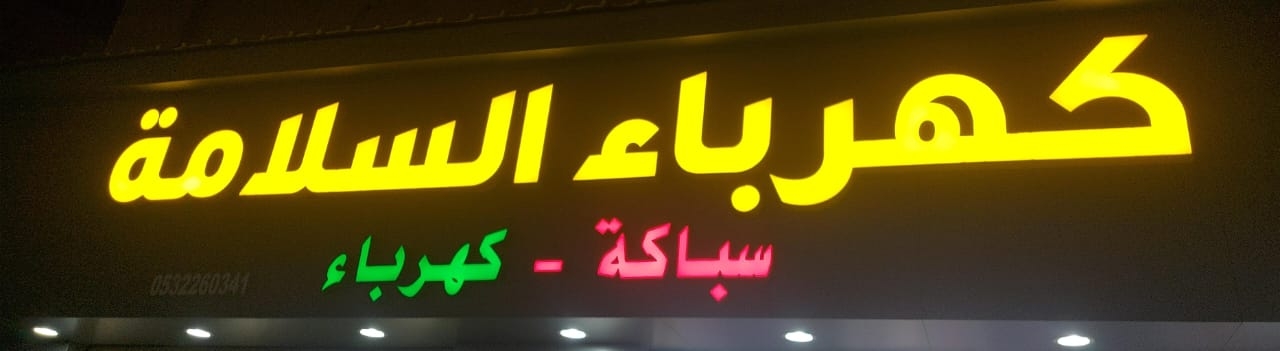 كهرباء السلامة
سباكة - كهرباء
0532260341